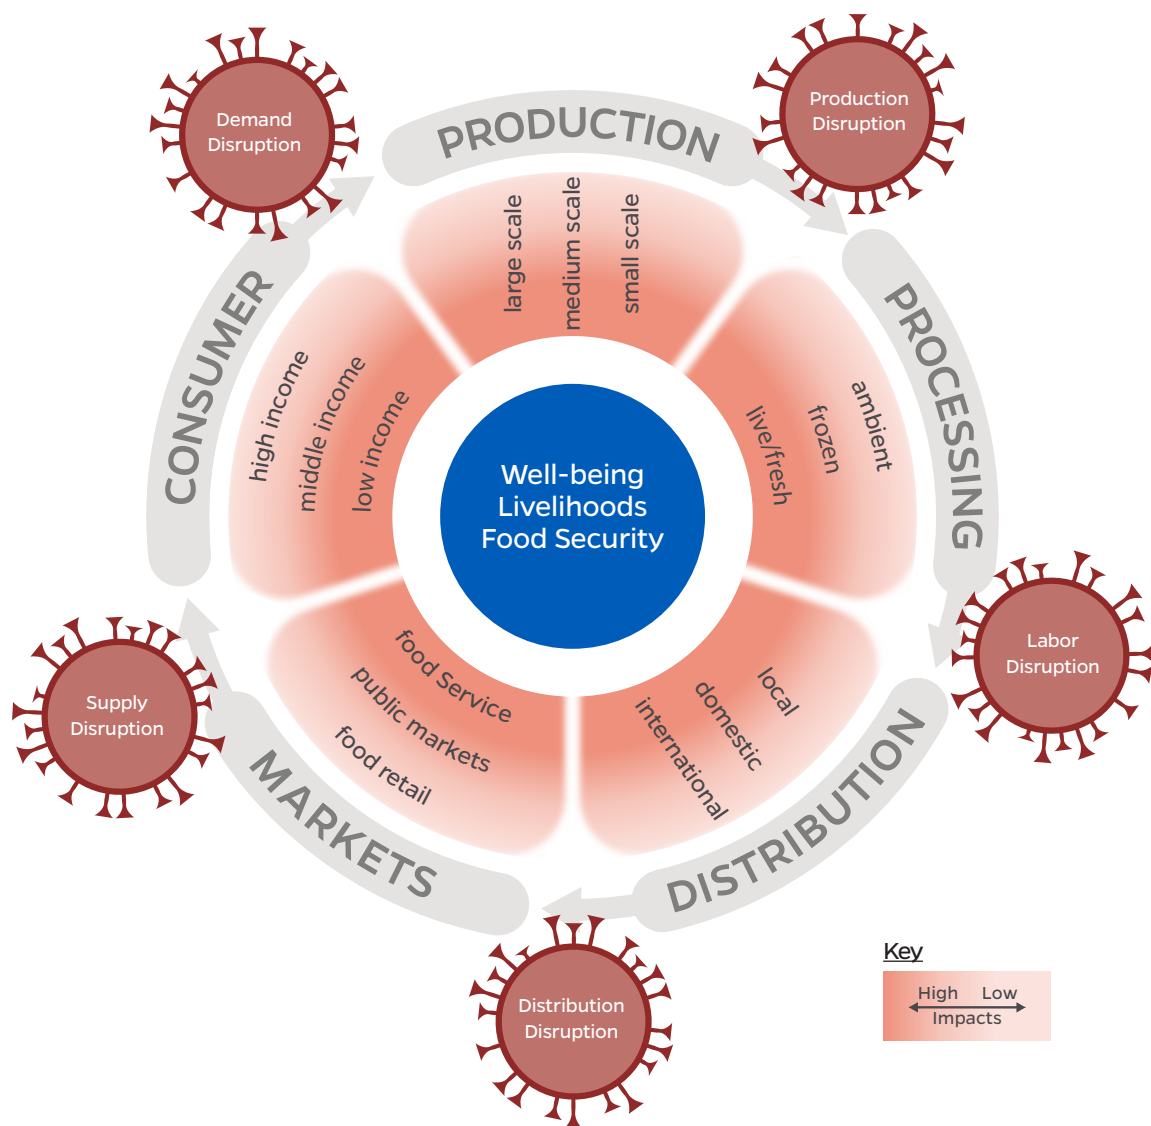 Demand
Disruption
PRODUCTION
Production
Disruption
large scale
medium scale
small scale
CONSUMER
high income
middle income
low income
PROCESSING
live/fresh
frozen
ambient
Well-being
Livelihoods
Food Security
Labor
Disruption
Supply
Disruption
food Service
public markets
food retail
MARKETS
local
domestic
international
DISTRIBUTION
Distribution
Disruption
Key
High Low
Impacts